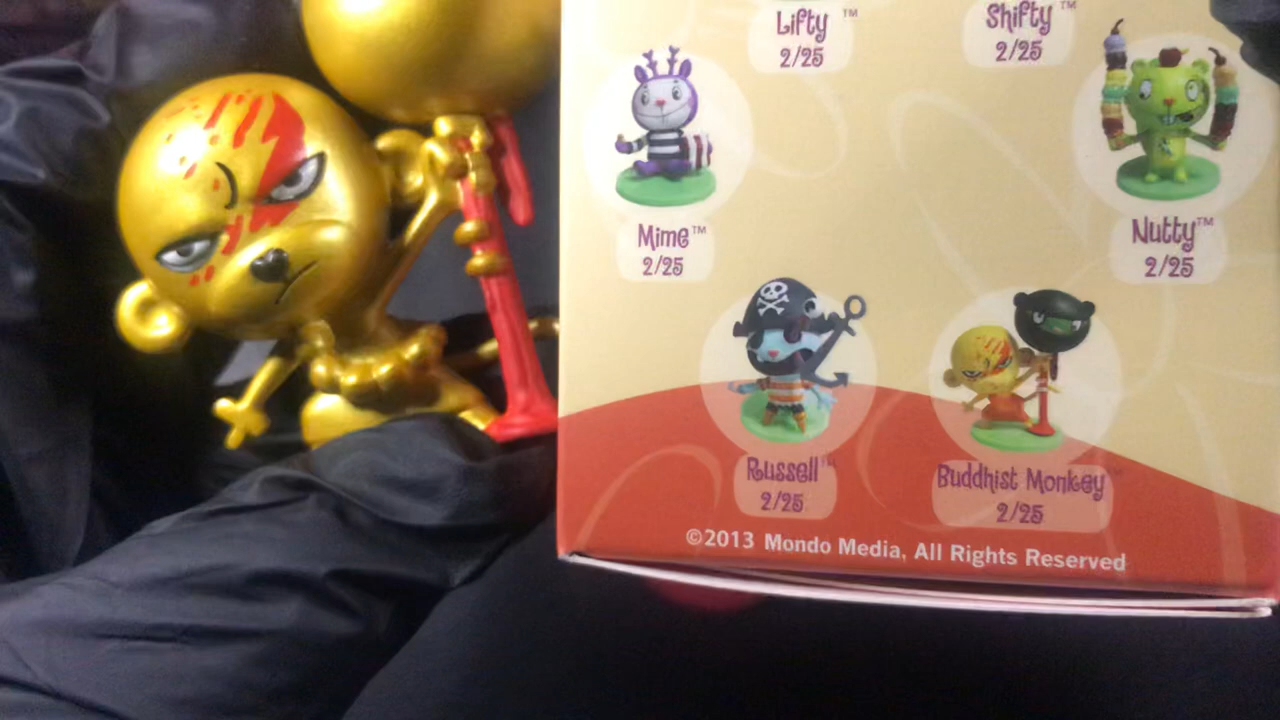 Lifty™
2/25
Shifty™
2/25
Mime™
2/25
Nutty™
2/25
Russell™
2/25
Buddhist Monkey™
2/25
©2013 Mondo Media, All Rights Reserved